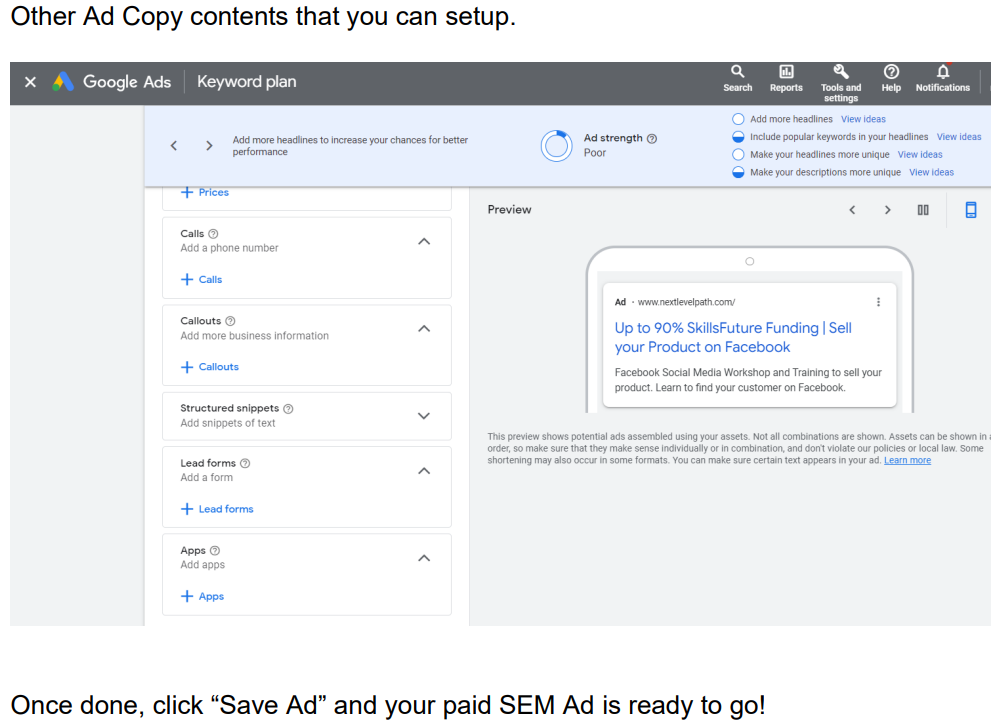 Other Ad Copy contents that you can setup.
Google Ads Keyword plan
Search Reports Tools and settings Help Notifications
Add more headlines to increase your chances for better
performance
Ad strength
Poor
Add more headlines View ideas
Include popular keywords in your headlines View ideas
Make your headlines more unique View ideas
Make your descriptions more unique View ideas
+ Prices
Calls
Add a phone number
+ Calls
Callouts
Add more business information
+ Callouts
Structured snippets
Add snippets of text
Lead forms
Add a form
+ Lead forms
Apps
Add apps
+ Apps
Preview
Ad · www.nextlevelpath.com/
Up to 90% SkillsFuture Funding | Sell
your Product on Facebook
Facebook Social Media Workshop and Training to sell your
product. Learn to find your customer on Facebook.
This preview shows potential ads assembled using your assets. Not all combinations are shown. Assets can be shown in
order, so make sure that they make sense individually or in combination, and don't violate our policies or local law. Some
shortening may also occur in some formats. You can make sure certain text appears in your ad. Learn more
Once done, click “Save Ad” and your paid SEM Ad is ready to go!